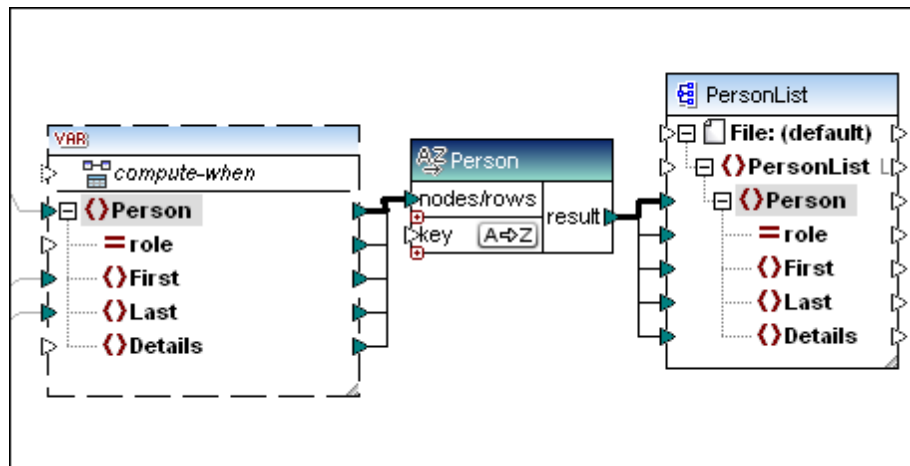 VAR
compute-when
Person
role
First
Last
Details
AZ Person
nodes/rows
key A⇨Z
result
PersonList
File: (default)
PersonList L
Person
role
First
Last
Details